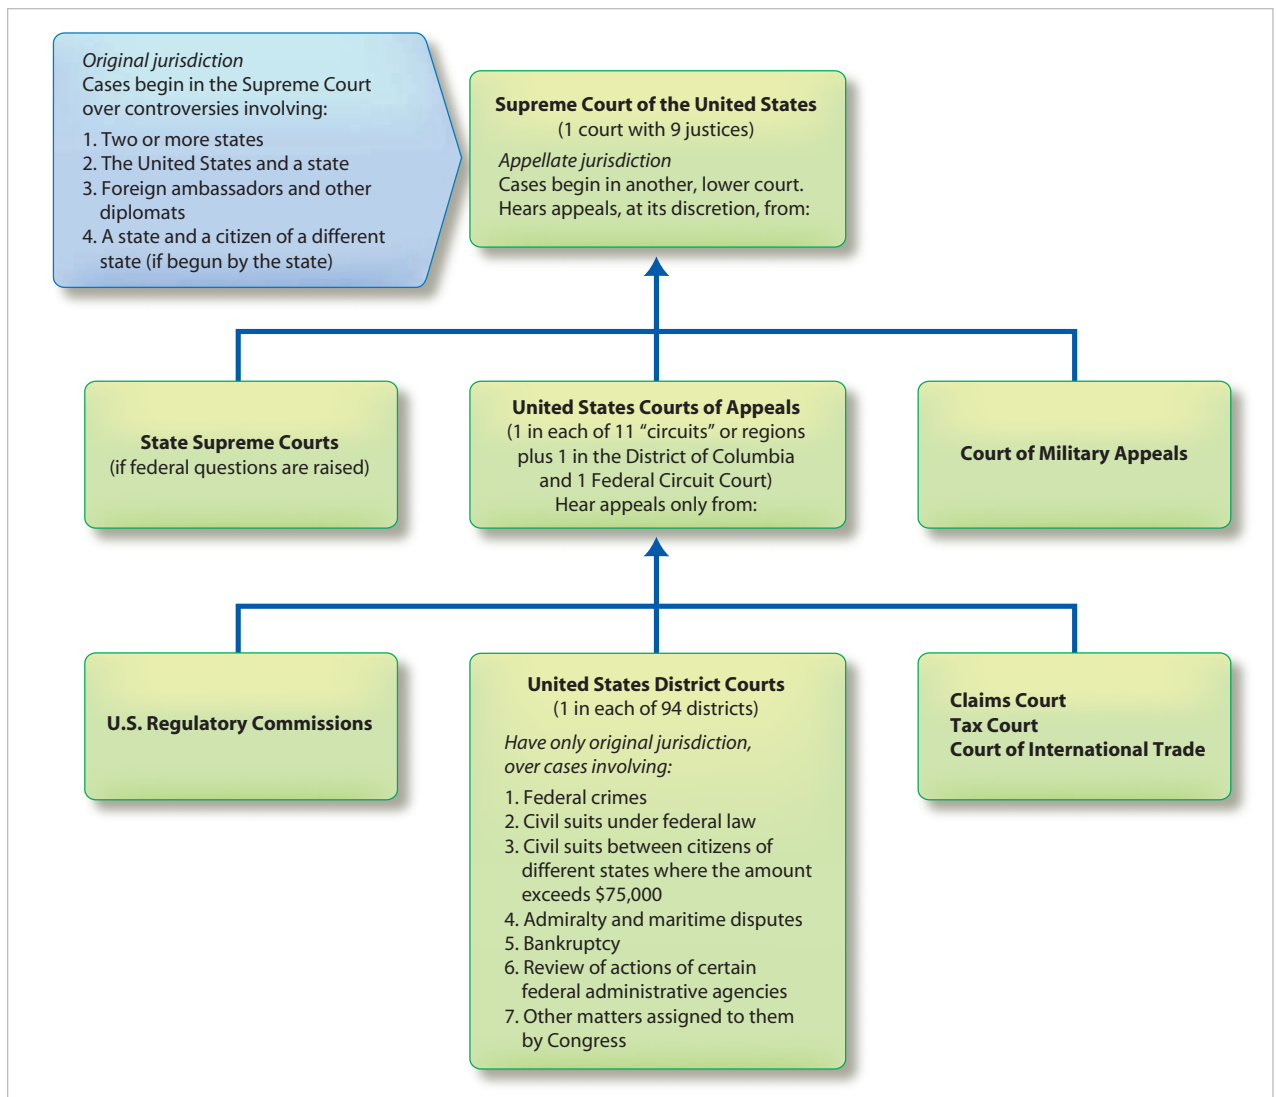 Original jurisdiction
Cases begin in the Supreme Court
over controversies involving:
1. Two or more states
2. The United States and a state
3. Foreign ambassadors and other
diplomats
4. A state and a citizen of a different
state (if begun by the state)
Supreme Court of the United States
(1 court with 9 justices)
Appellate jurisdiction
Cases begin in another, lower court.
Hears appeals, at its discretion, from:
State Supreme Courts
(if federal questions are raised)
United States Courts of Appeals
(1 in each of 11 “circuits” or regions
plus 1 in the District of Columbia
and 1 Federal Circuit Court)
Hear appeals only from:
Court of Military Appeals
U.S. Regulatory Commissions
United States District Courts
(1 in each of 94 districts)
Have only original jurisdiction,
over cases involving:
1. Federal crimes
2. Civil suits under federal law
3. Civil suits between citizens of
different states where the amount
exceeds $75,000
4. Admiralty and maritime disputes
5. Bankruptcy
6. Review of actions of certain
federal administrative agencies
7. Other matters assigned to them
by Congress
Claims Court
Tax Court
Court of International Trade